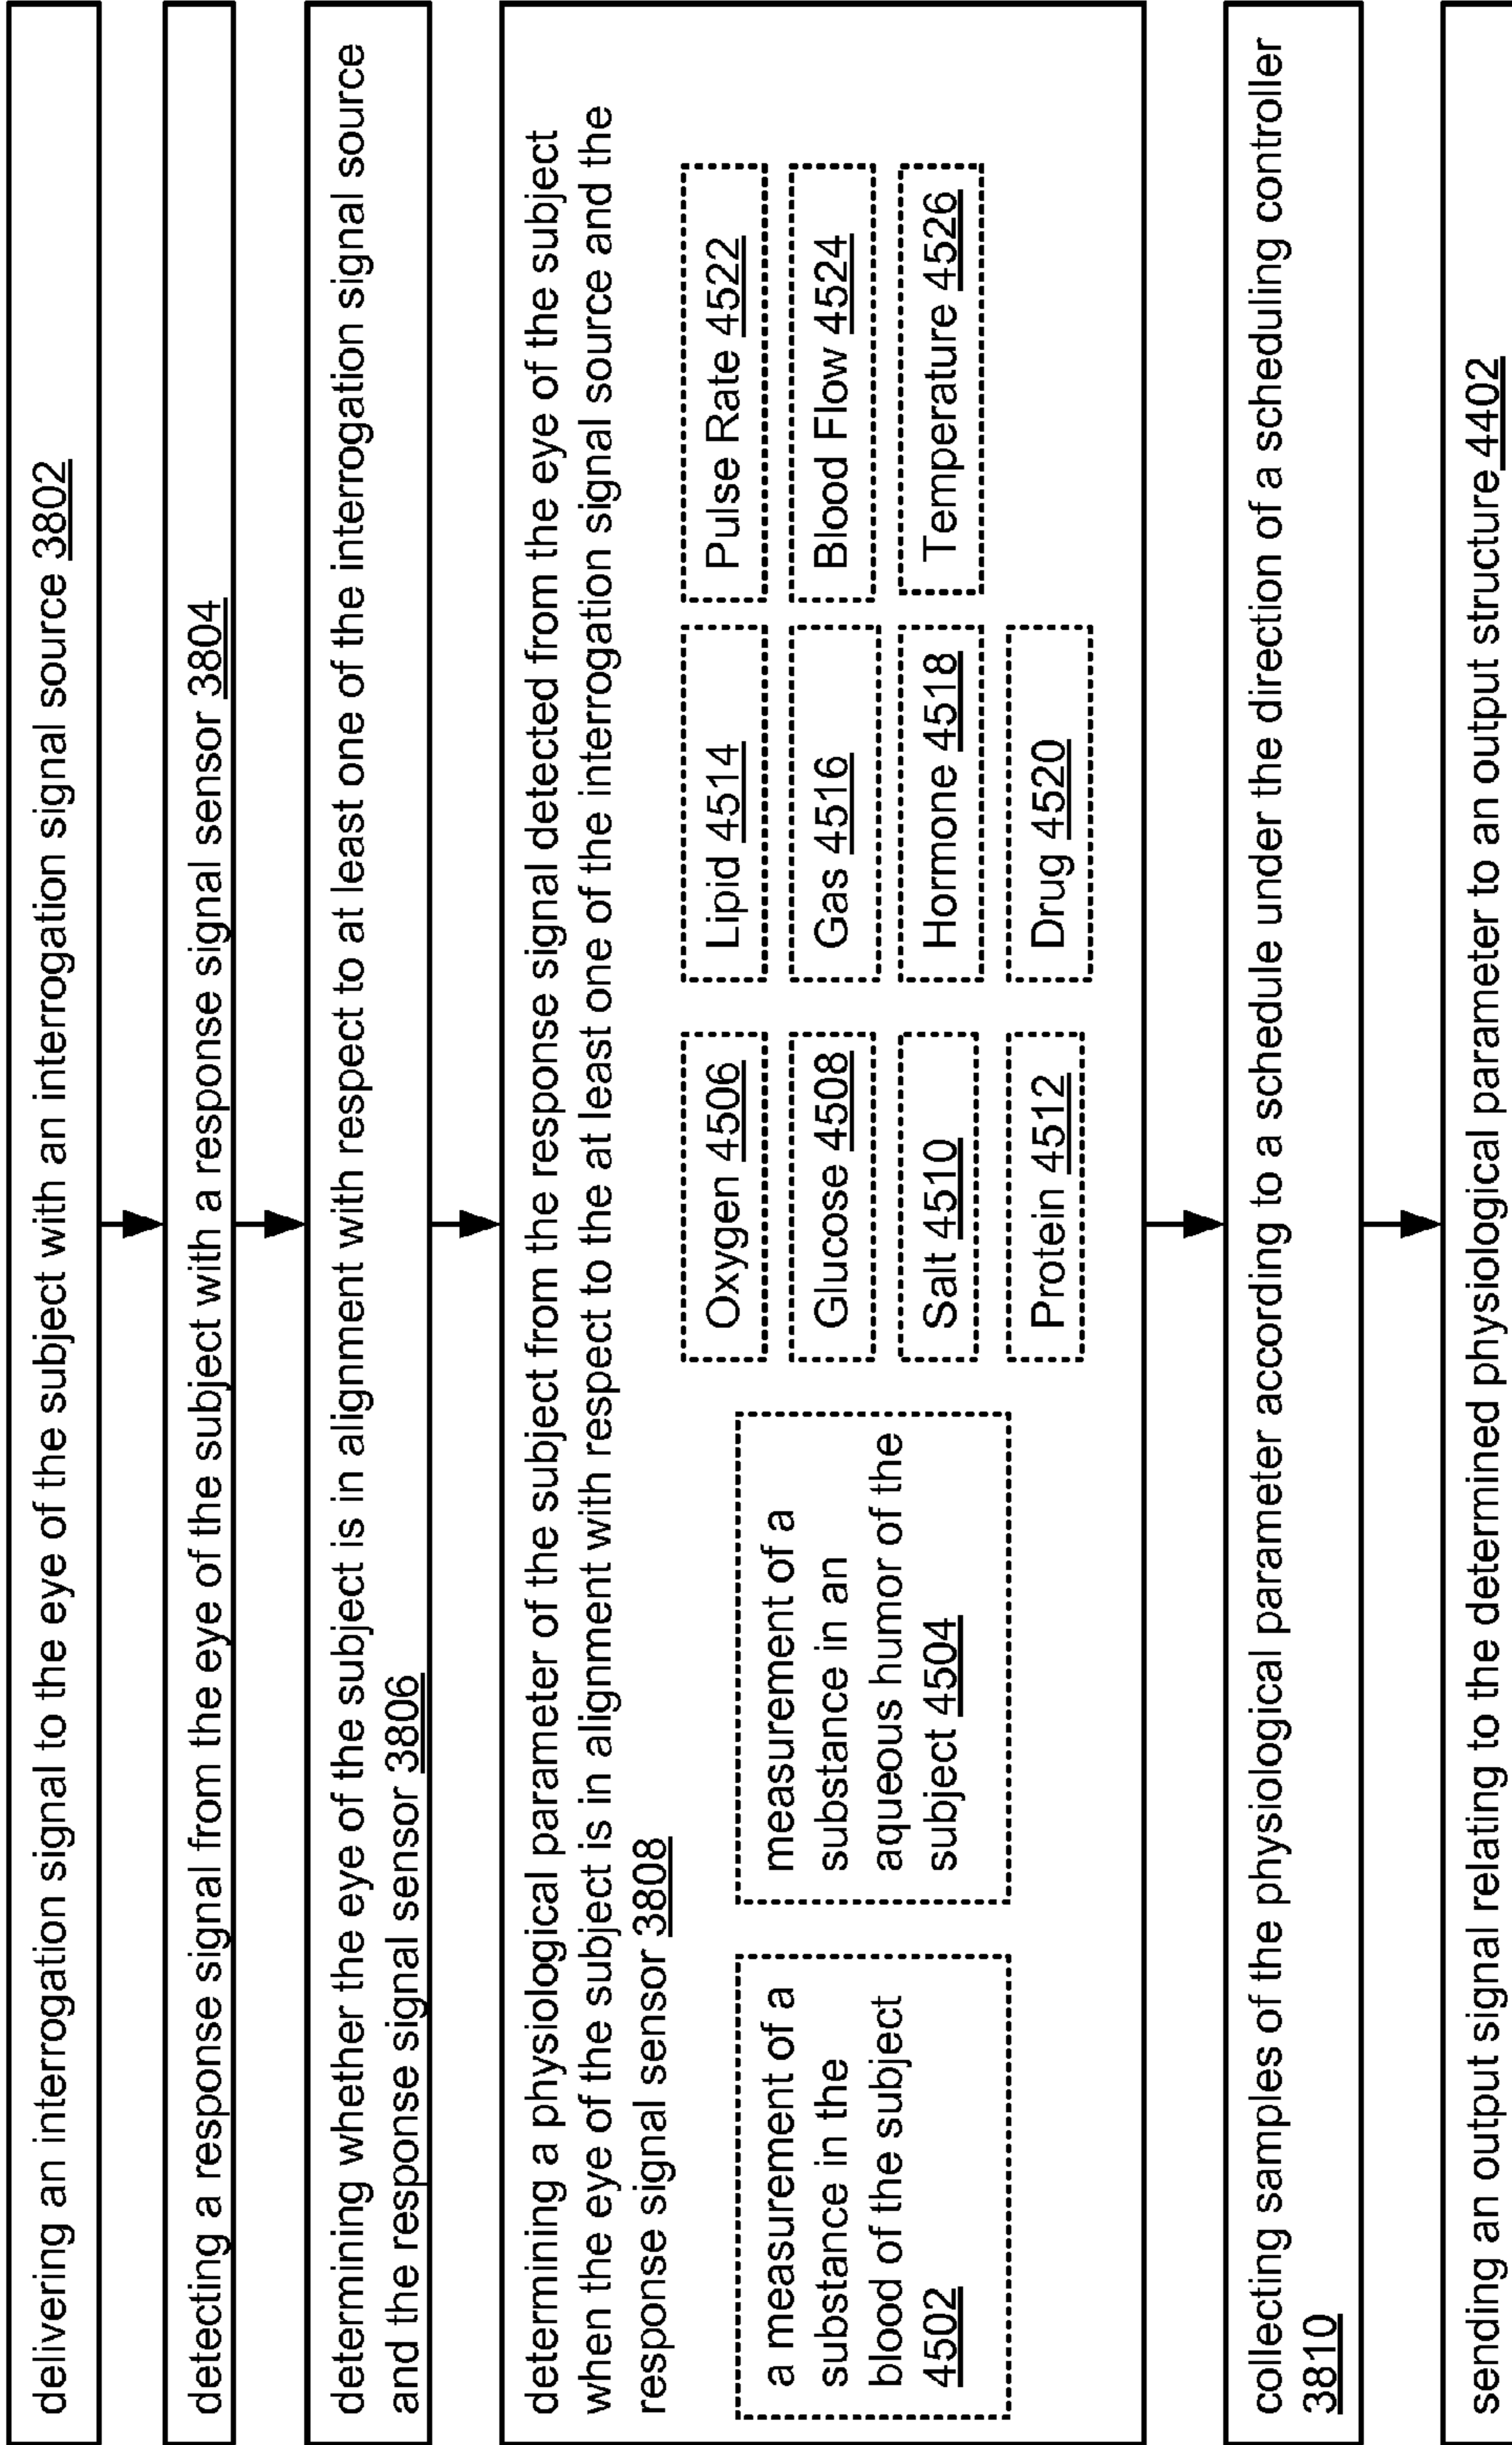 delivering an interrogation signal to the eye of the subject with an interrogation signal source 3802
detecting a response signal from the eye of the subject with a response signal sensor 3804
determining whether the eye of the subject is in alignment with respect to at least one of the interrogation signal source
and the response signal sensor 3806
determining a physiological parameter of the subject from the response signal detected from the eye of the subject
when the eye of the subject is in alignment with respect to the at least one of the interrogation signal source and the
response signal sensor 3808
a measurement of a
substance in the
blood of the subject
4502
measurement of a
substance in an
aqueous humor of the
subject 4504
Oxygen 4506
Glucose 4508
Salt 4510
Protein 4512
Lipid 4514
Gas 4516
Hormone 4518
Drug 4520
Pulse Rate 4522
Blood Flow 4524
Temperature 4526
collecting samples of the physiological parameter according to a schedule under the direction of a scheduling controller
3810
sending an output signal relating to the determined physiological parameter to an output structure 4402